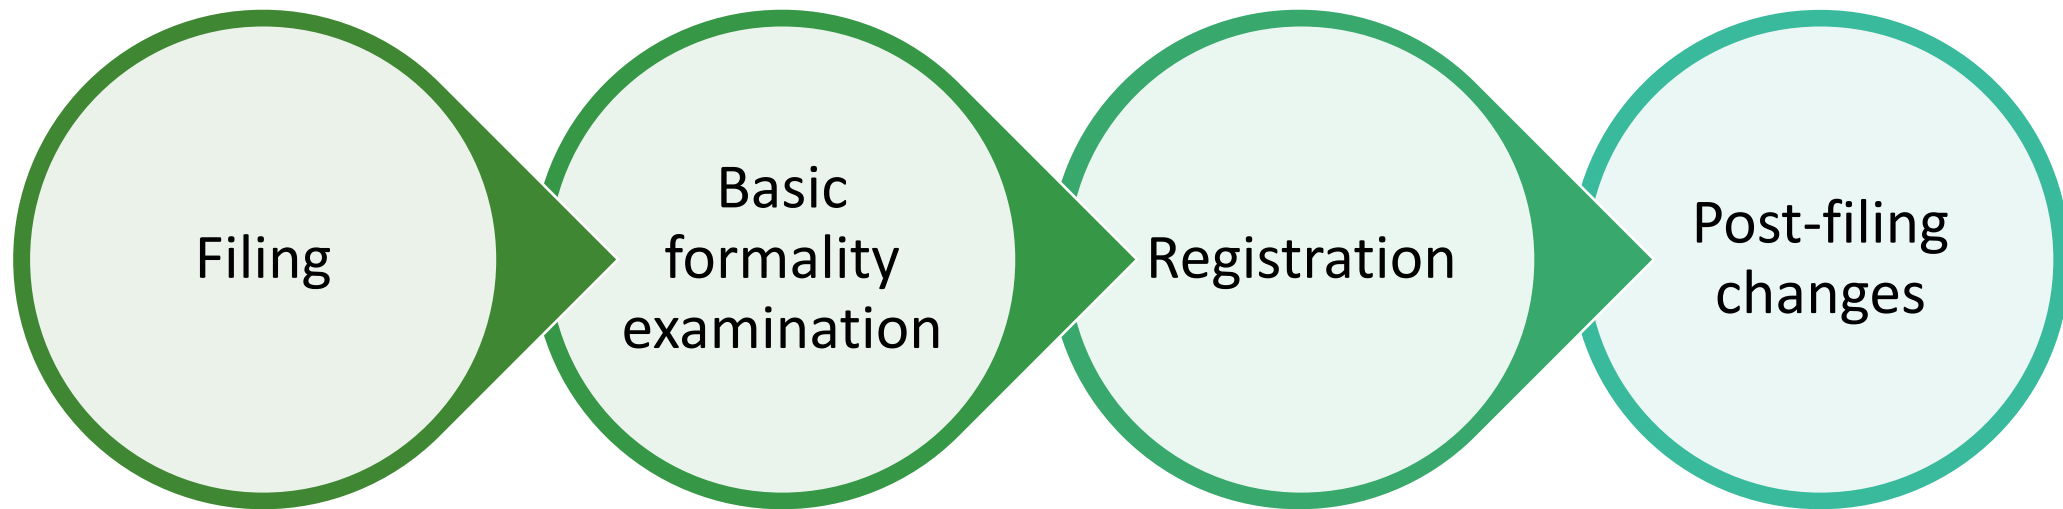 Filing
Basic
formality
examination
Registration
Post-filing
changes